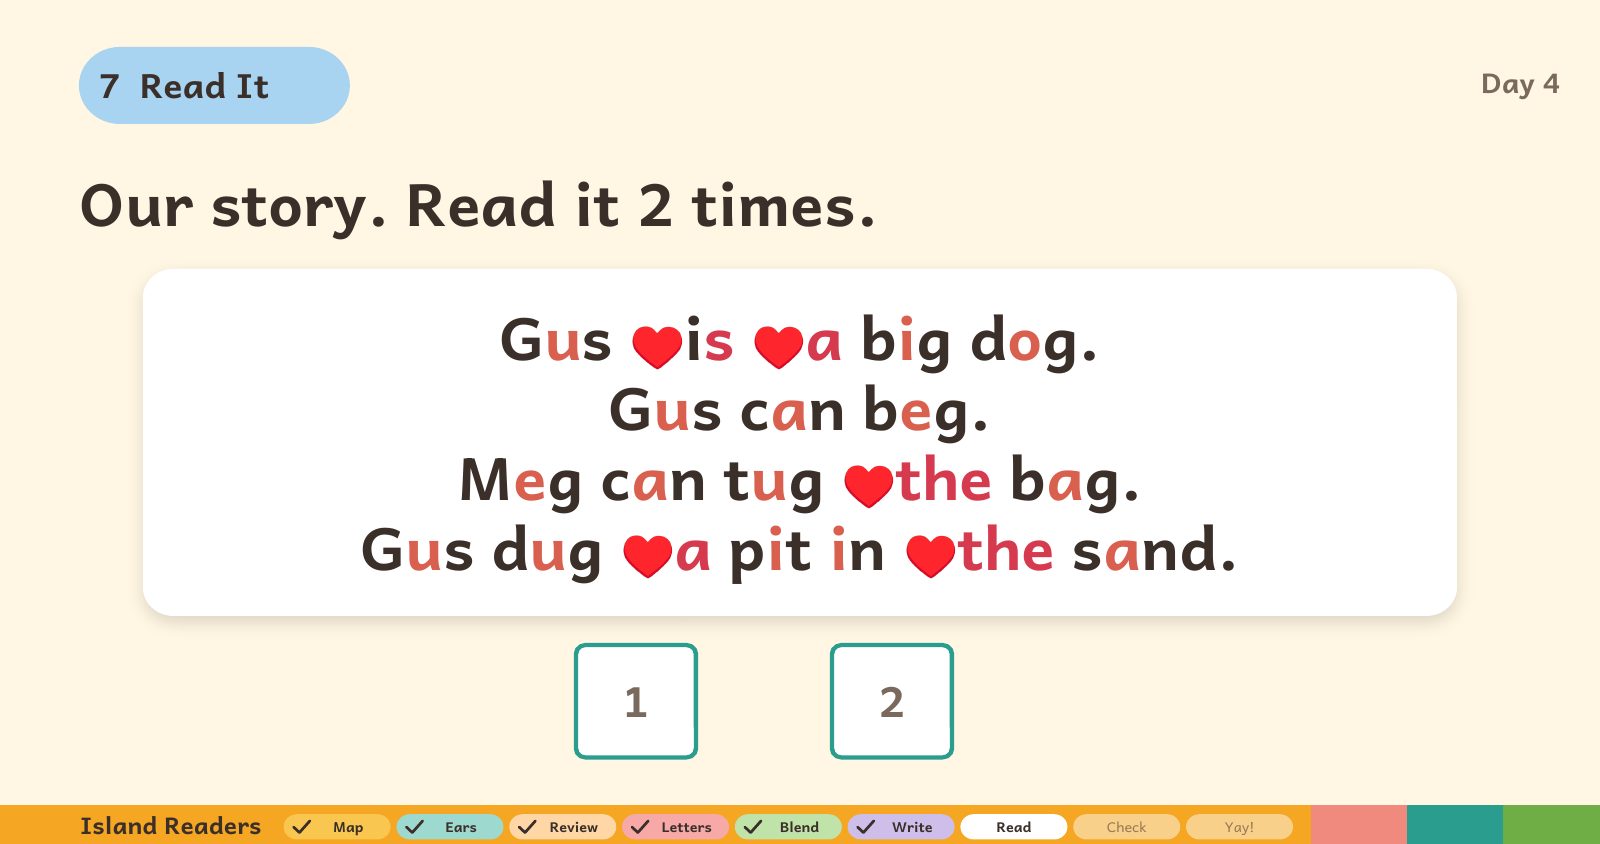 7 Read It
Day 4
Our story. Read it 2 times.
Gus ❤is ❤a big dog.
Gus can beg.
Meg can tug ❤the bag.
Gus dug ❤a pit in ❤the sand.
1
2
Island Readers
✓ Map
✓ Ears
✓ Review
✓ Letters
✓ Blend
✓ Write
Read
Check
Yay!